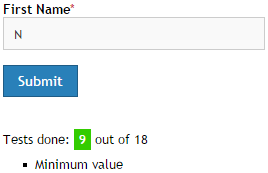 First Name*
N
Submit
Tests done: 9 out of 18
▪ Minimum value